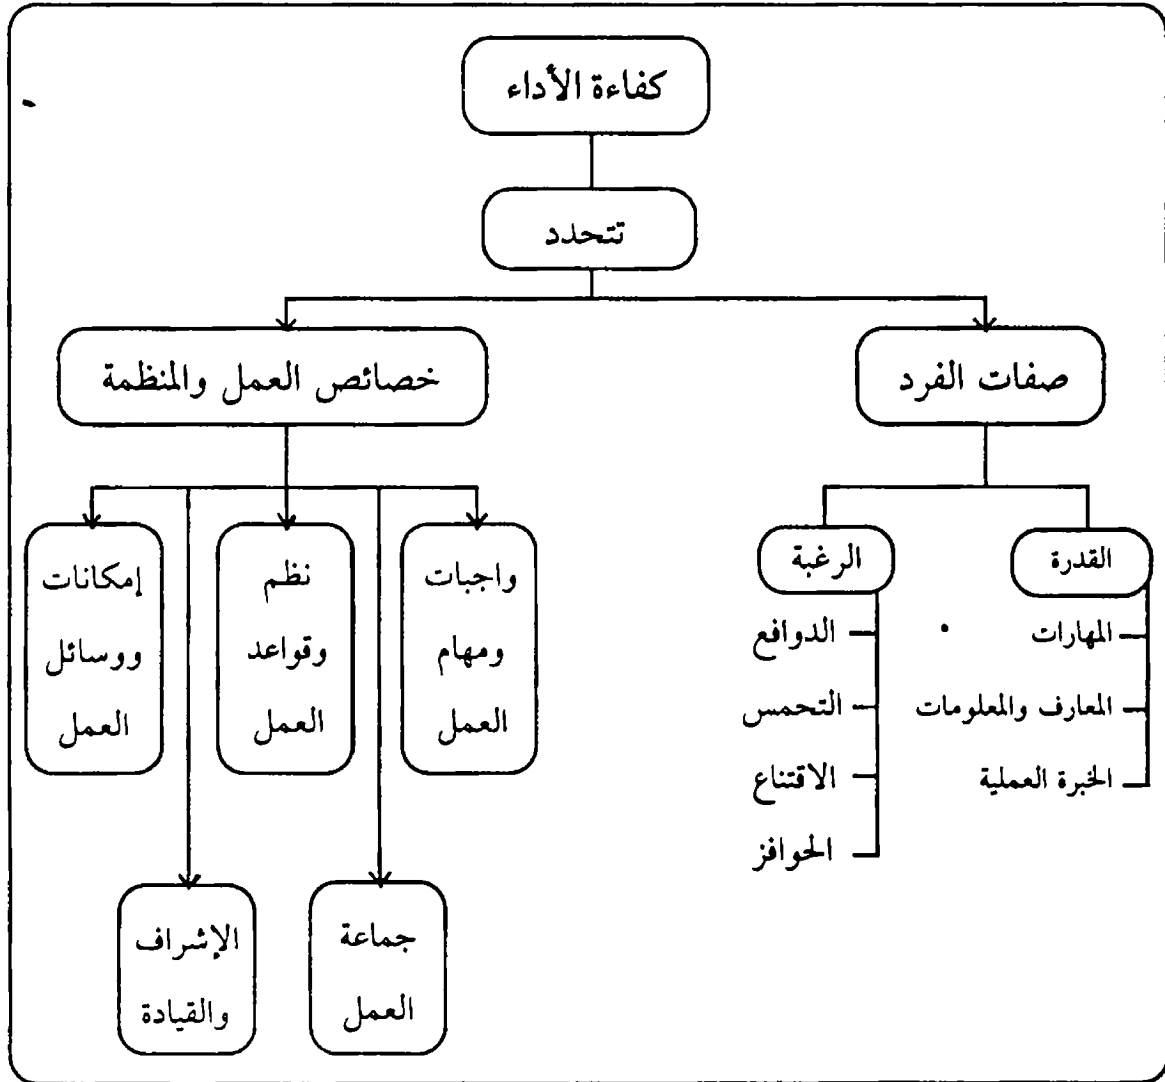 كفاءة الأداء
تتحدد
صفات الفرد
خصائص العمل والمنظمة
القدرة
المهارات
المعارف والمعلومات
الخبرة العملية
الرغبة
الدوافع
التحمس
الاقتناع
الحوافز
واجبات
ومهام
العمل
نظم
وقواعد
العمل
إمكانات
ووسائل
العمل
جماعة
العمل
الإشراف
والقيادة